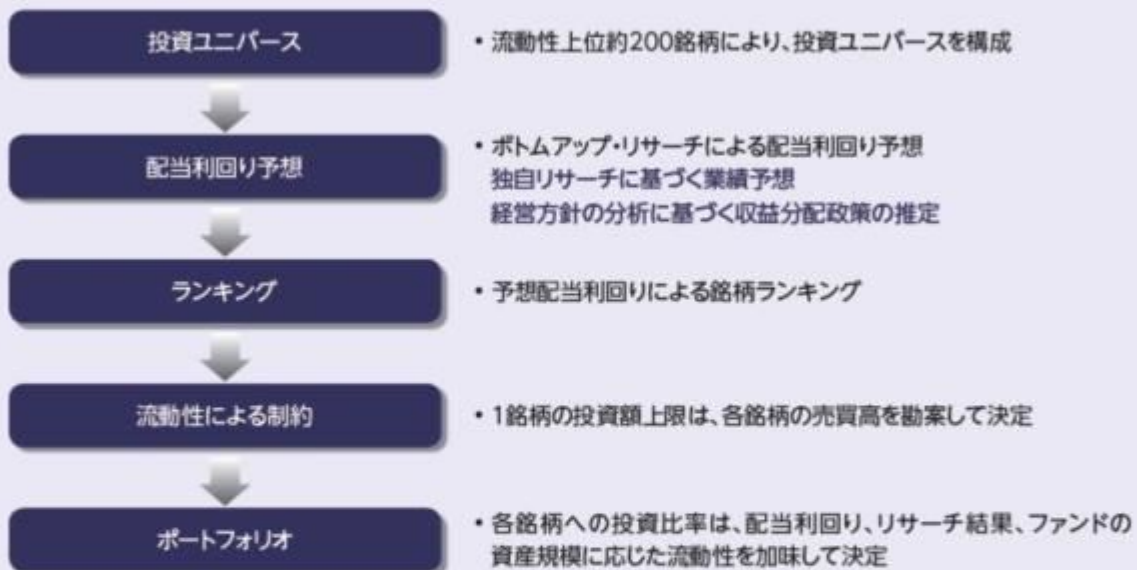 投資ユニバース
・流動性上位約200銘柄により、投資ユニバースを構成
配当利回り予想
・ボトムアップ・リサーチによる配当利回り予想
独自リサーチに基づく業績予想
経営方針の分析に基づく収益分配政策の推定
ランキング
・予想配当利回りによる銘柄ランキング
流動性による制約
・1銘柄の投資額上限は、各銘柄の売買高を勘案して決定
ポートフォリオ
・各銘柄への投資比率は、配当利回り、リサーチ結果、ファンドの
資産規模に応じた流動性を加味して決定